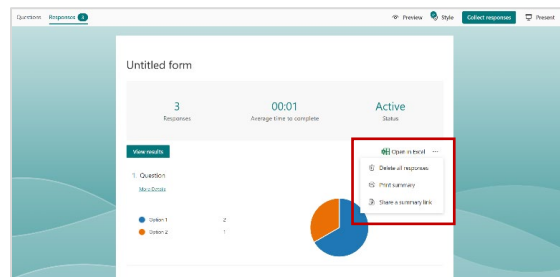 Questions Responses 3 Preview Style Collect responses Present
Untitled form
3 00:01 Active
Responses Average time to complete Status
View results Open in Excel ...
Delete all responses
1. Question
Print summary
More Details
Share a summary link
Option 1 2
Option 2 1